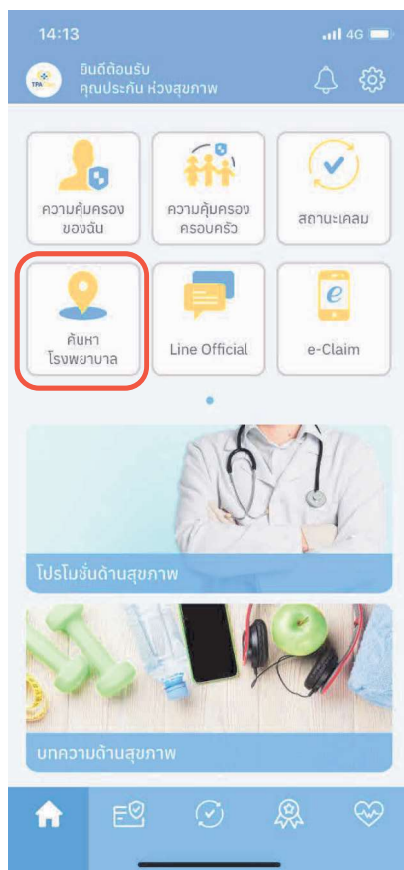 14:13
4G
ยินดีต้อนรับ
คุณประกัน ห่วงสุขภาพ
TPA
ความคุ้มครอง
ของฉัน
ความคุ้มครอง
ครอบครัว
สถานะเคลม
ค้นหา
โรงพยาบาล
Line Official
e
e-Claim
โปรโมชั่นด้านสุขภาพ
บทความด้านสุขภาพ